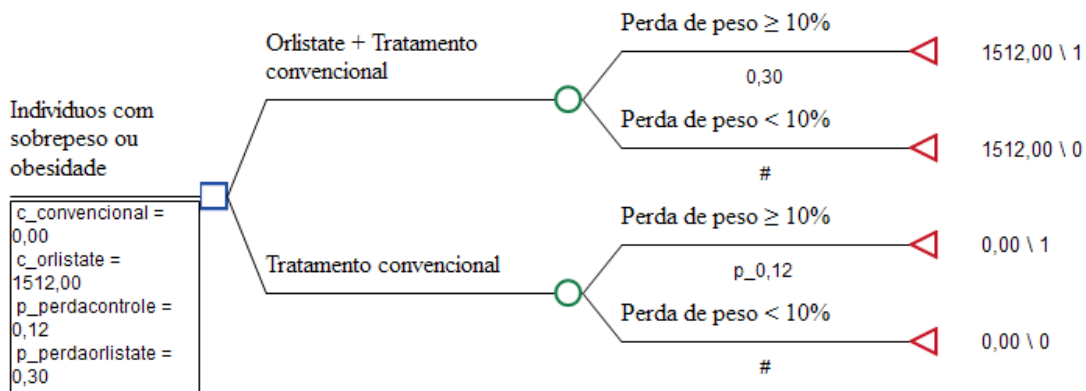 Perda de peso ≥ 10%
Orlistate + Tratamento
convencional
0,30
1512,00 \ 1
Perda de peso < 10%
#
1512,00 \ 0
Indivíduos com
sobrepeso ou
obesidade
c_convencional =
0,00
c_orlistate =
1512,00
p_perdacontrole =
0,12
p_perdaorlistate =
0,30
Perda de peso ≥ 10%
Tratamento convencional
p_0,12
0,00 \ 1
Perda de peso < 10%
#
0,00 \ 0